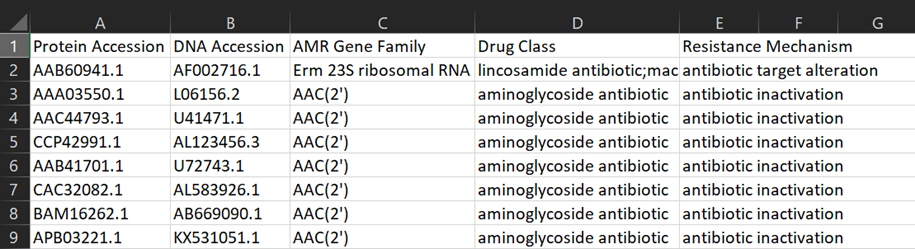 A B C D E F G
1 Protein Accession DNA Accession AMR Gene Family Drug Class Resistance Mechanism
2 AAB60941.1 AF002716.1 Erm 23S ribosomal RNA lincosamide antibiotic;mac antibiotic target alteration
3 AAA03550.1 L06156.2 AAC(2') aminoglycoside antibiotic antibiotic inactivation
4 AAC44793.1 U41471.1 AAC(2') aminoglycoside antibiotic antibiotic inactivation
5 CCP42991.1 AL123456.3 AAC(2') aminoglycoside antibiotic antibiotic inactivation
6 AAB41701.1 U72743.1 AAC(2') aminoglycoside antibiotic antibiotic inactivation
7 CAC32082.1 AL583926.1 AAC(2') aminoglycoside antibiotic antibiotic inactivation
8 BAM16262.1 AB669090.1 AAC(2') aminoglycoside antibiotic antibiotic inactivation
9 APB03221.1 KX531051.1 AAC(2') aminoglycoside antibiotic antibiotic inactivation